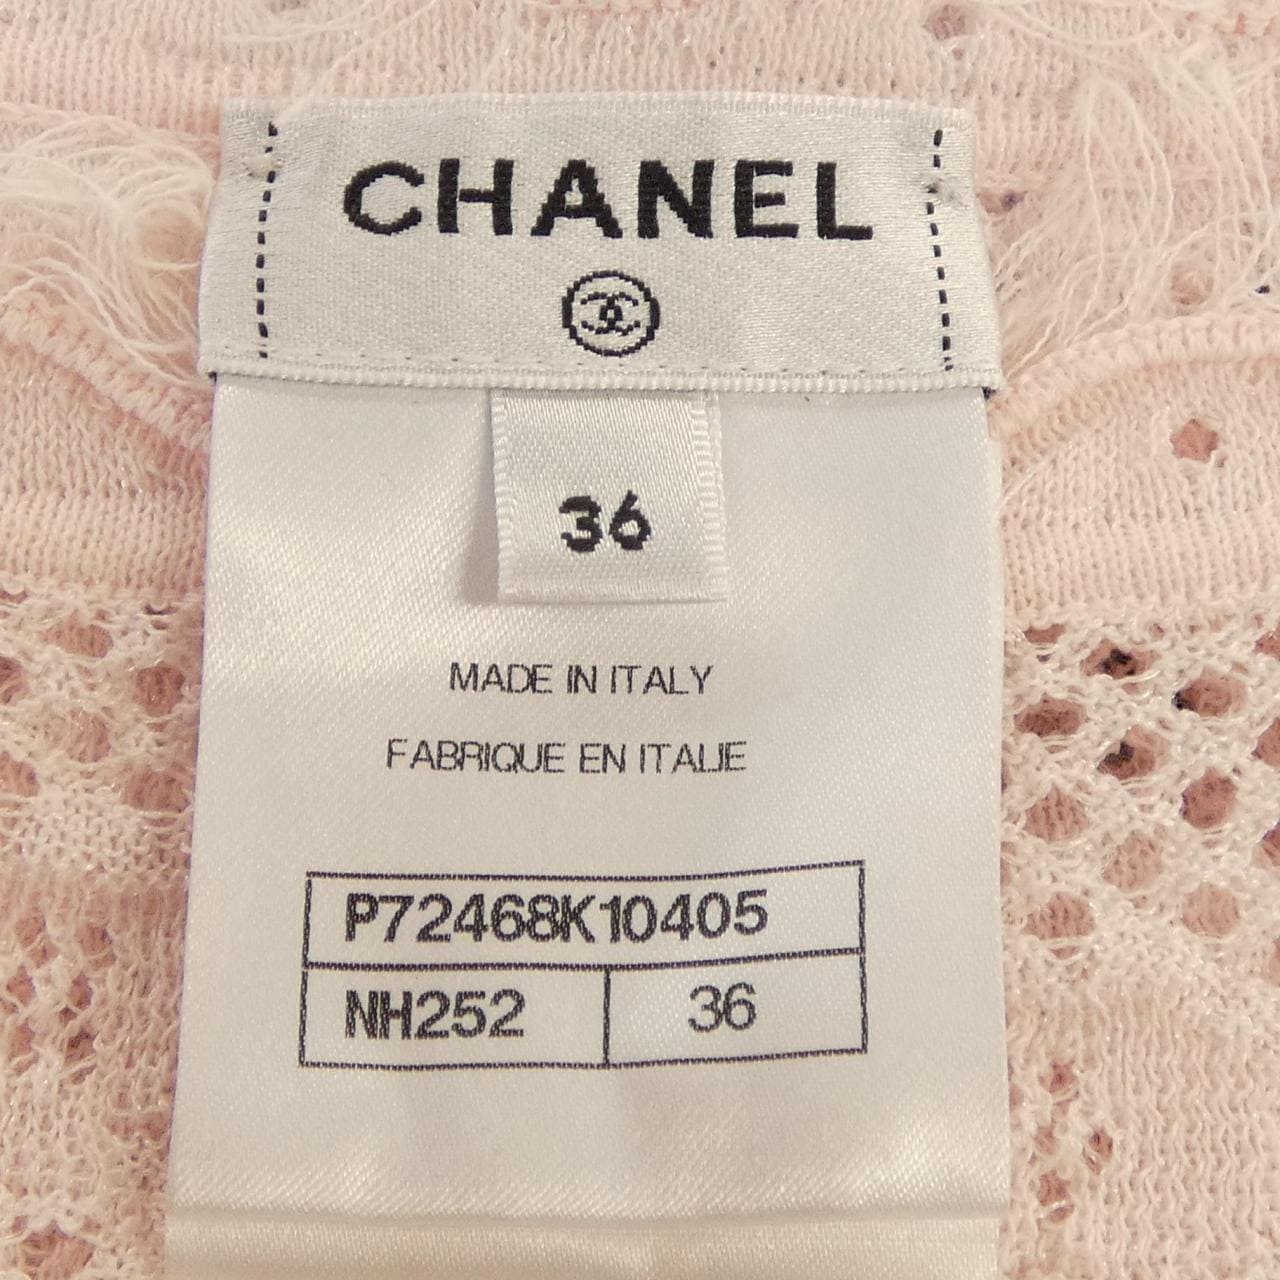 CHANEL
36
MADE IN ITALY
FABRIQUE EN ITALIE
P72468K10405
NH252 36